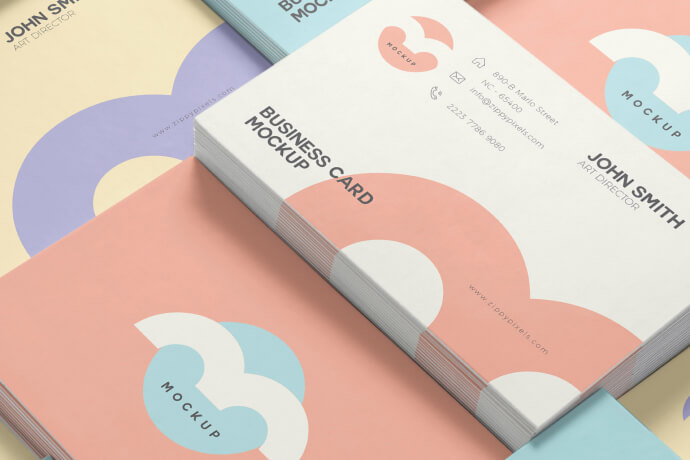 JOHN SMITH
ART DIRECTOR
www.zippypixels.com
BUSINESS CARD
MOCKUP
MOCKUP
890-B Mario Street
NC - 65400
info@zippypixels.com
2223 7786 9080
JOHN SMITH
ART DIRECTOR
www.zippypixels.com
MOCKUP
MOCKUP